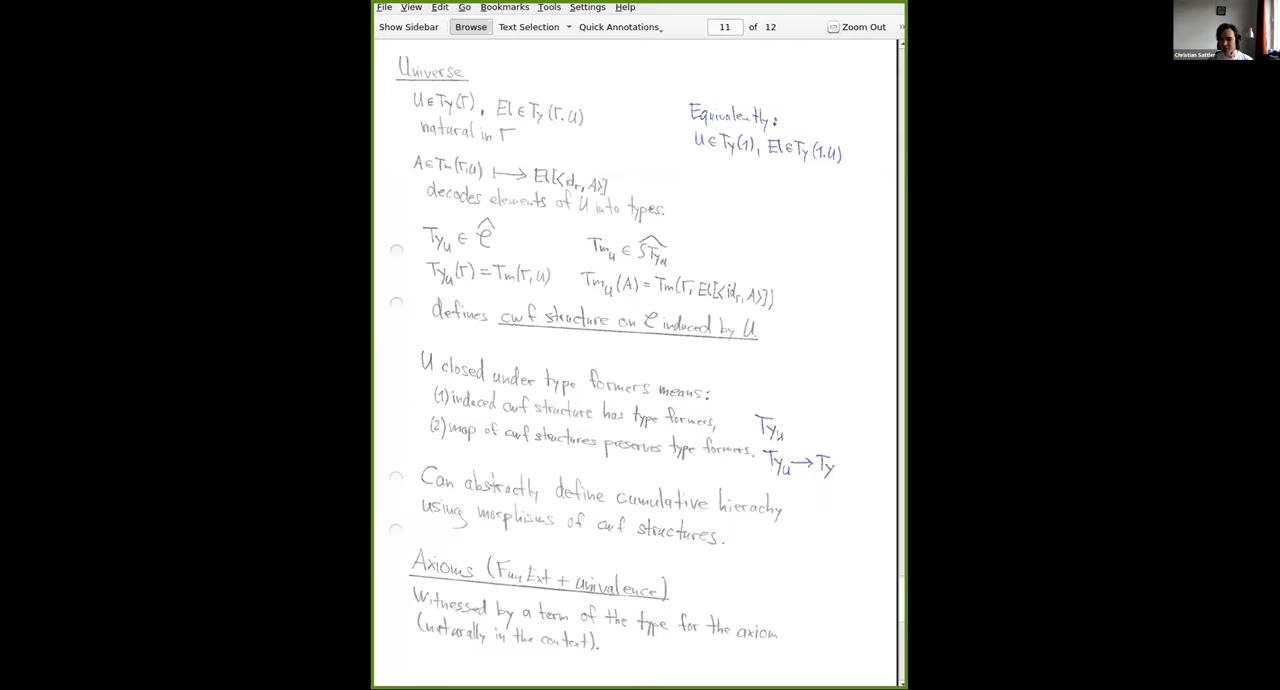 File Edit View Go Bookmarks Tools Settings Help
Show Sidebar Browse Text Selection Quick Annotations 11 of 12 Zoom Out »
Christian Sattler
Universe
U∈Ty(Γ), El∈Ty(Γ.U)
natural in Γ
Equivalently:
U∈Ty(1), El∈Ty(1.U)
A∈Tm(Γ,U) ⟼ El[⟨id_Γ, A⟩]
decodes elements of U into types.
Ty_U ∈ Ĉ
Tm_U ∈ \widehat{∫Ty_U}
Ty_U(Γ) = Tm(Γ,U)
Tm_U(A) = Tm(Γ, El[⟨id_Γ, A⟩])
defines cwf structure on C induced by U.
U closed under type formers means:
(1) induced cwf structure has type formers, Ty_U
(2) map of cwf structures preserves type formers. Ty_U → Ty
Can abstractly define cumulative hierachy
using morphisms of cwf structures.
Axioms (FunExt + univalence)
Witnessed by a term of the type for the axiom
(naturally in the context).